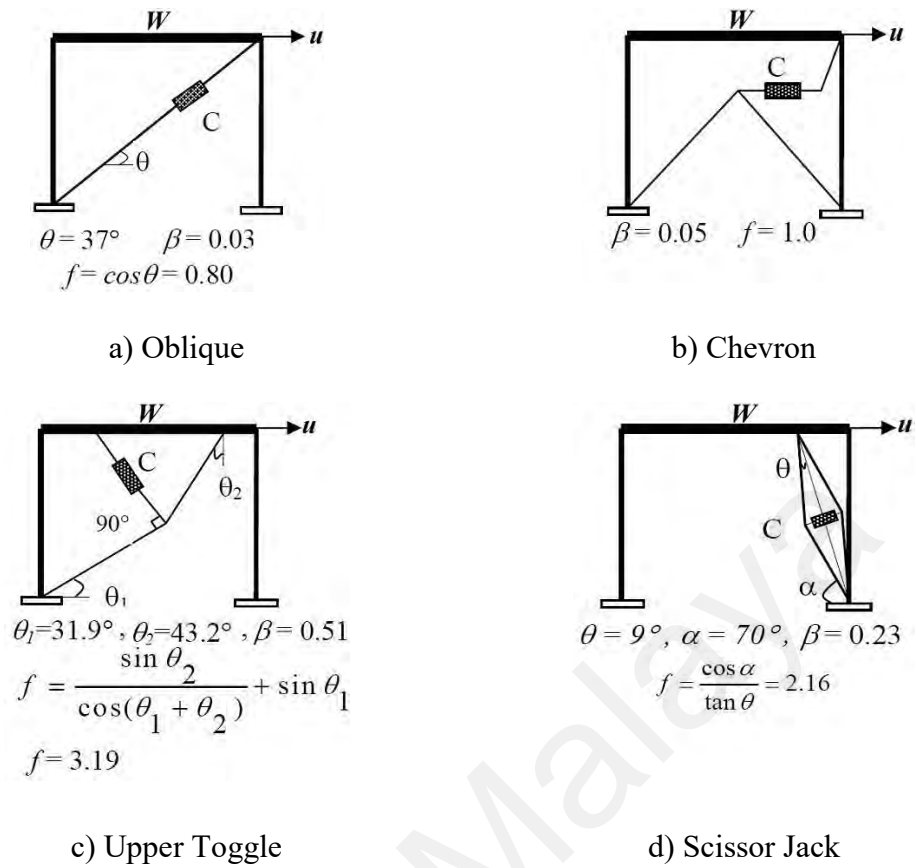 W
u
C
θ
θ = 37° β = 0.03
f = cosθ = 0.80
a) Oblique
W
u
C
β = 0.05 f = 1.0
b) Chevron
W
u
C
θ2
90°
θ1
θ1=31.9° , θ2=43.2° , β = 0.51
f = sin θ2 / cos(θ1 + θ2) + sin θ1
f = 3.19
c) Upper Toggle
W
u
θ
C
α
θ = 9°, α = 70°, β = 0.23
f = cos α / tan θ = 2.16
d) Scissor Jack
Malaya